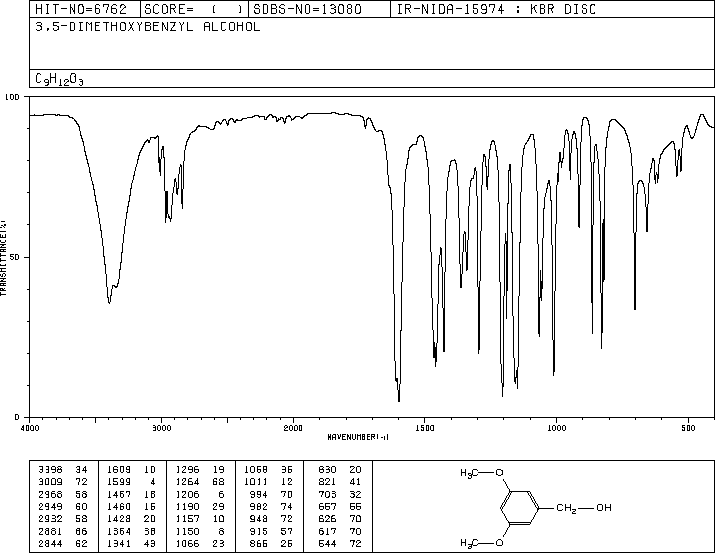 HIT-NO=6762 SCORE= ( ) SDBS-NO=13080 IR-NIDA-15974 : KBR DISC
3,5-DIMETHOXYBENZYL ALCOHOL
C9H12O3
100
50
0
TRANSMITTANCE(%)
4000 3000 2000 1500 1000 500
WAVENUMBER(-1)
3398 34 1609 10 1296 19 1068 36 830 20
3009 72 1599 4 1264 68 1011 12 821 41
2968 58 1467 18 1206 6 994 70 703 32
2949 60 1460 16 1190 29 982 74 657 55
2932 58 1428 20 1157 10 948 72 626 70
2881 66 1364 38 1150 8 915 57 617 70
2844 62 1341 43 1066 23 866 26 544 72
H3C O
CH2 OH
H3C O